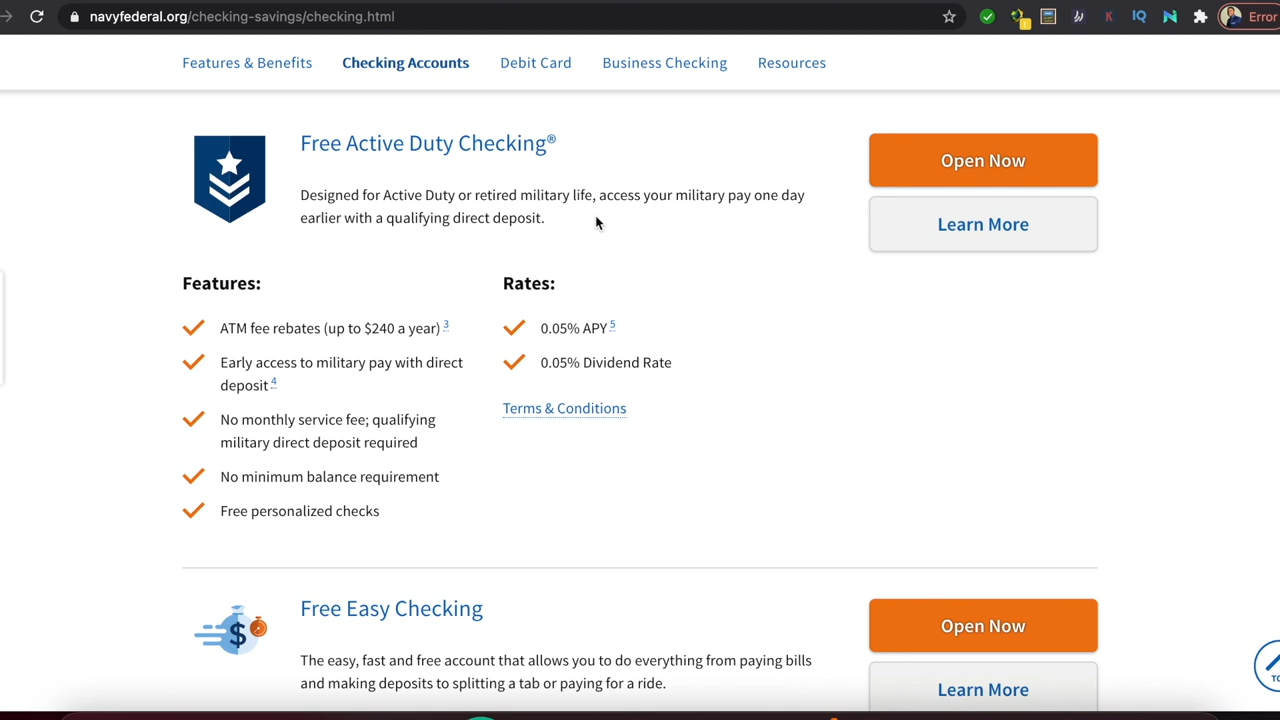 navyfederal.org/checking-savings/checking.html
Error
Features & Benefits
Checking Accounts
Debit Card
Business Checking
Resources
Free Active Duty Checking®
Designed for Active Duty or retired military life, access your military pay one day
earlier with a qualifying direct deposit.
Open Now
Learn More
Features:
ATM fee rebates (up to $240 a year) 3
Early access to military pay with direct
deposit 4
No monthly service fee; qualifying
military direct deposit required
No minimum balance requirement
Free personalized checks
Rates:
0.05% APY 5
0.05% Dividend Rate
Terms & Conditions
$
Free Easy Checking
The easy, fast and free account that allows you to do everything from paying bills
and making deposits to splitting a tab or paying for a ride.
Open Now
Learn More